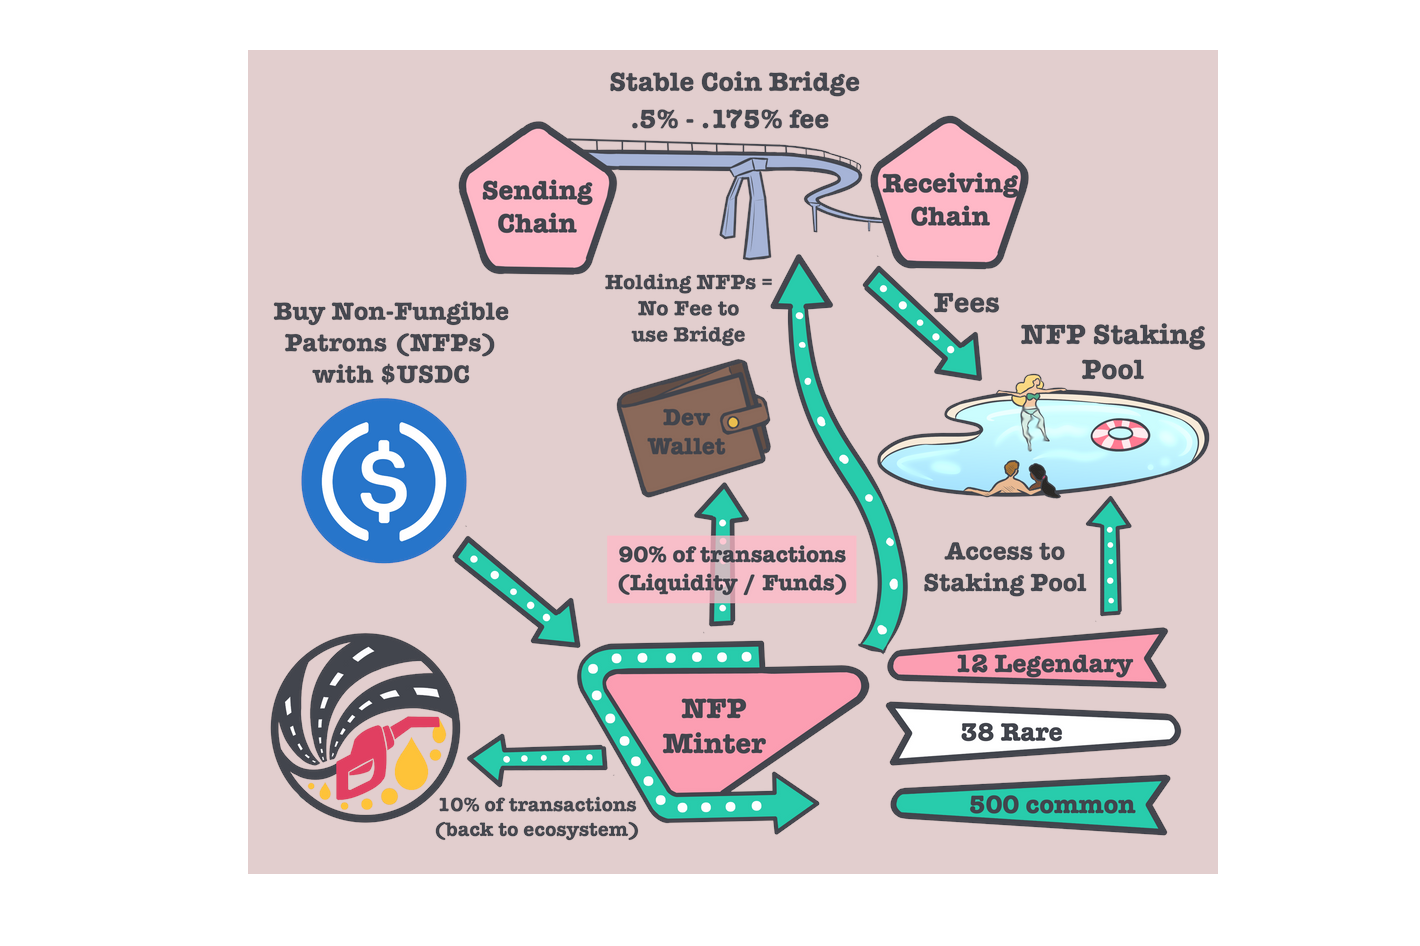 Stable Coin Bridge
.5% - .175% fee
Sending
Chain
Receiving
Chain
Holding NFPs =
No Fee to
use Bridge
Fees
Buy Non-Fungible
Patrons (NFPs)
with $USDC
NFP Staking
Pool
$
Dev
Wallet
90% of transactions
(Liquidity / Funds)
Access to
Staking Pool
NFP
Minter
12 Legendary
38 Rare
500 common
10% of transactions
(back to ecosystem)